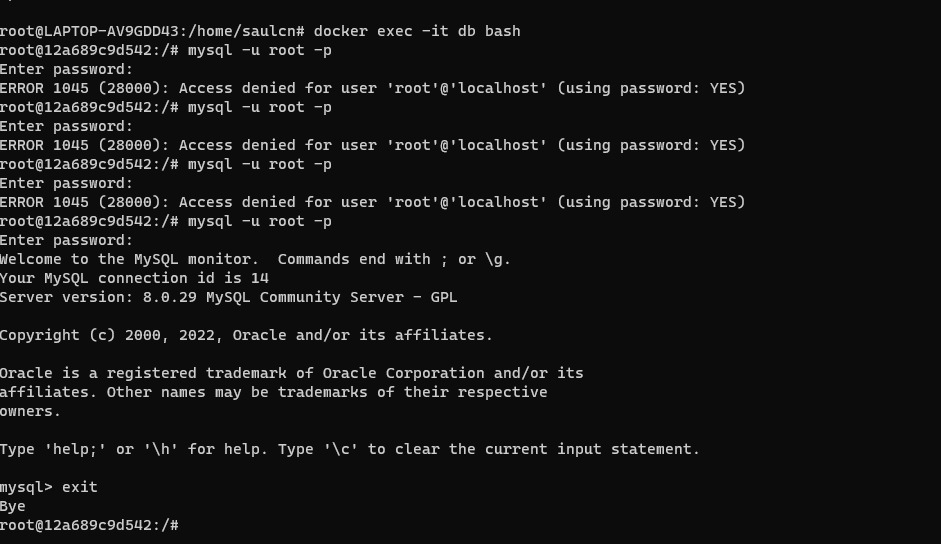 root@LAPTOP-AV9GDD43:/home/saulcn# docker exec -it db bash
root@12a689c9d542:/# mysql -u root -p
Enter password:
ERROR 1045 (28000): Access denied for user 'root'@'localhost' (using password: YES)
root@12a689c9d542:/# mysql -u root -p
Enter password:
ERROR 1045 (28000): Access denied for user 'root'@'localhost' (using password: YES)
root@12a689c9d542:/# mysql -u root -p
Enter password:
ERROR 1045 (28000): Access denied for user 'root'@'localhost' (using password: YES)
root@12a689c9d542:/# mysql -u root -p
Enter password:
Welcome to the MySQL monitor.  Commands end with ; or \g.
Your MySQL connection id is 14
Server version: 8.0.29 MySQL Community Server - GPL

Copyright (c) 2000, 2022, Oracle and/or its affiliates.

Oracle is a registered trademark of Oracle Corporation and/or its
affiliates. Other names may be trademarks of their respective
owners.

Type 'help;' or '\h' for help. Type '\c' to clear the current input statement.

mysql> exit
Bye
root@12a689c9d542:/#